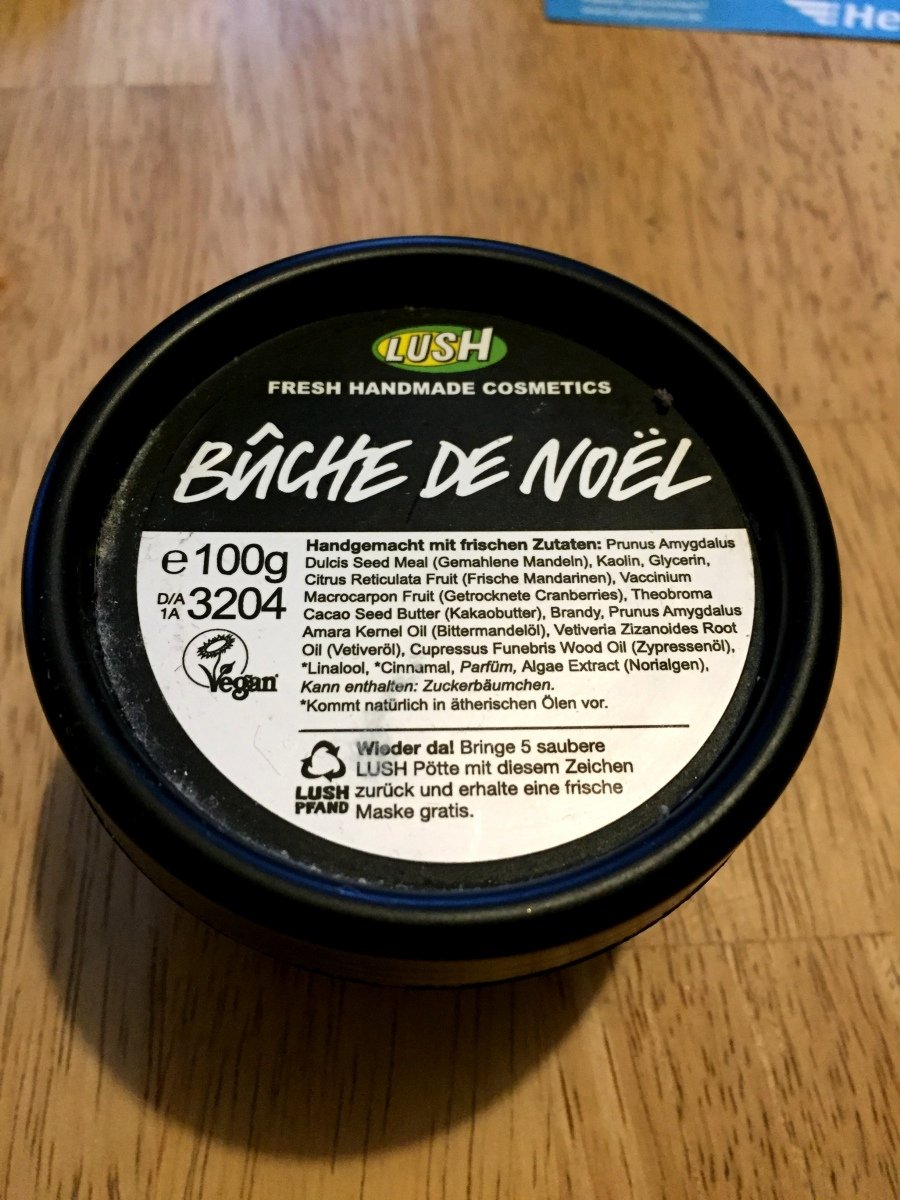 He
LUSH
FRESH HANDMADE COSMETICS
BÛCHE DE NOËL
e 100g
D/A
1A 3204
Vegan
Handgemacht mit frischen Zutaten: Prunus Amygdalus
Dulcis Seed Meal (Gemahlene Mandeln), Kaolin, Glycerin,
Citrus Reticulata Fruit (Frische Mandarinen), Vaccinium
Macrocarpon Fruit (Getrocknete Cranberries), Theobroma
Cacao Seed Butter (Kakaobutter), Brandy, Prunus Amygdalus
Amara Kernel Oil (Bittermandelöl), Vetiveria Zizanoides Root
Oil (Vetiveröl), Cupressus Funebris Wood Oil (Zypressenöl),
*Linalool, *Cinnamal, Parfüm, Algae Extract (Norialgen),
Kann enthalten: Zuckerbäumchen.
*Kommt natürlich in ätherischen Ölen vor.
LUSH
PFAND
Wieder da! Bringe 5 saubere
LUSH Pötte mit diesem Zeichen
zurück und erhalte eine frische
Maske gratis.